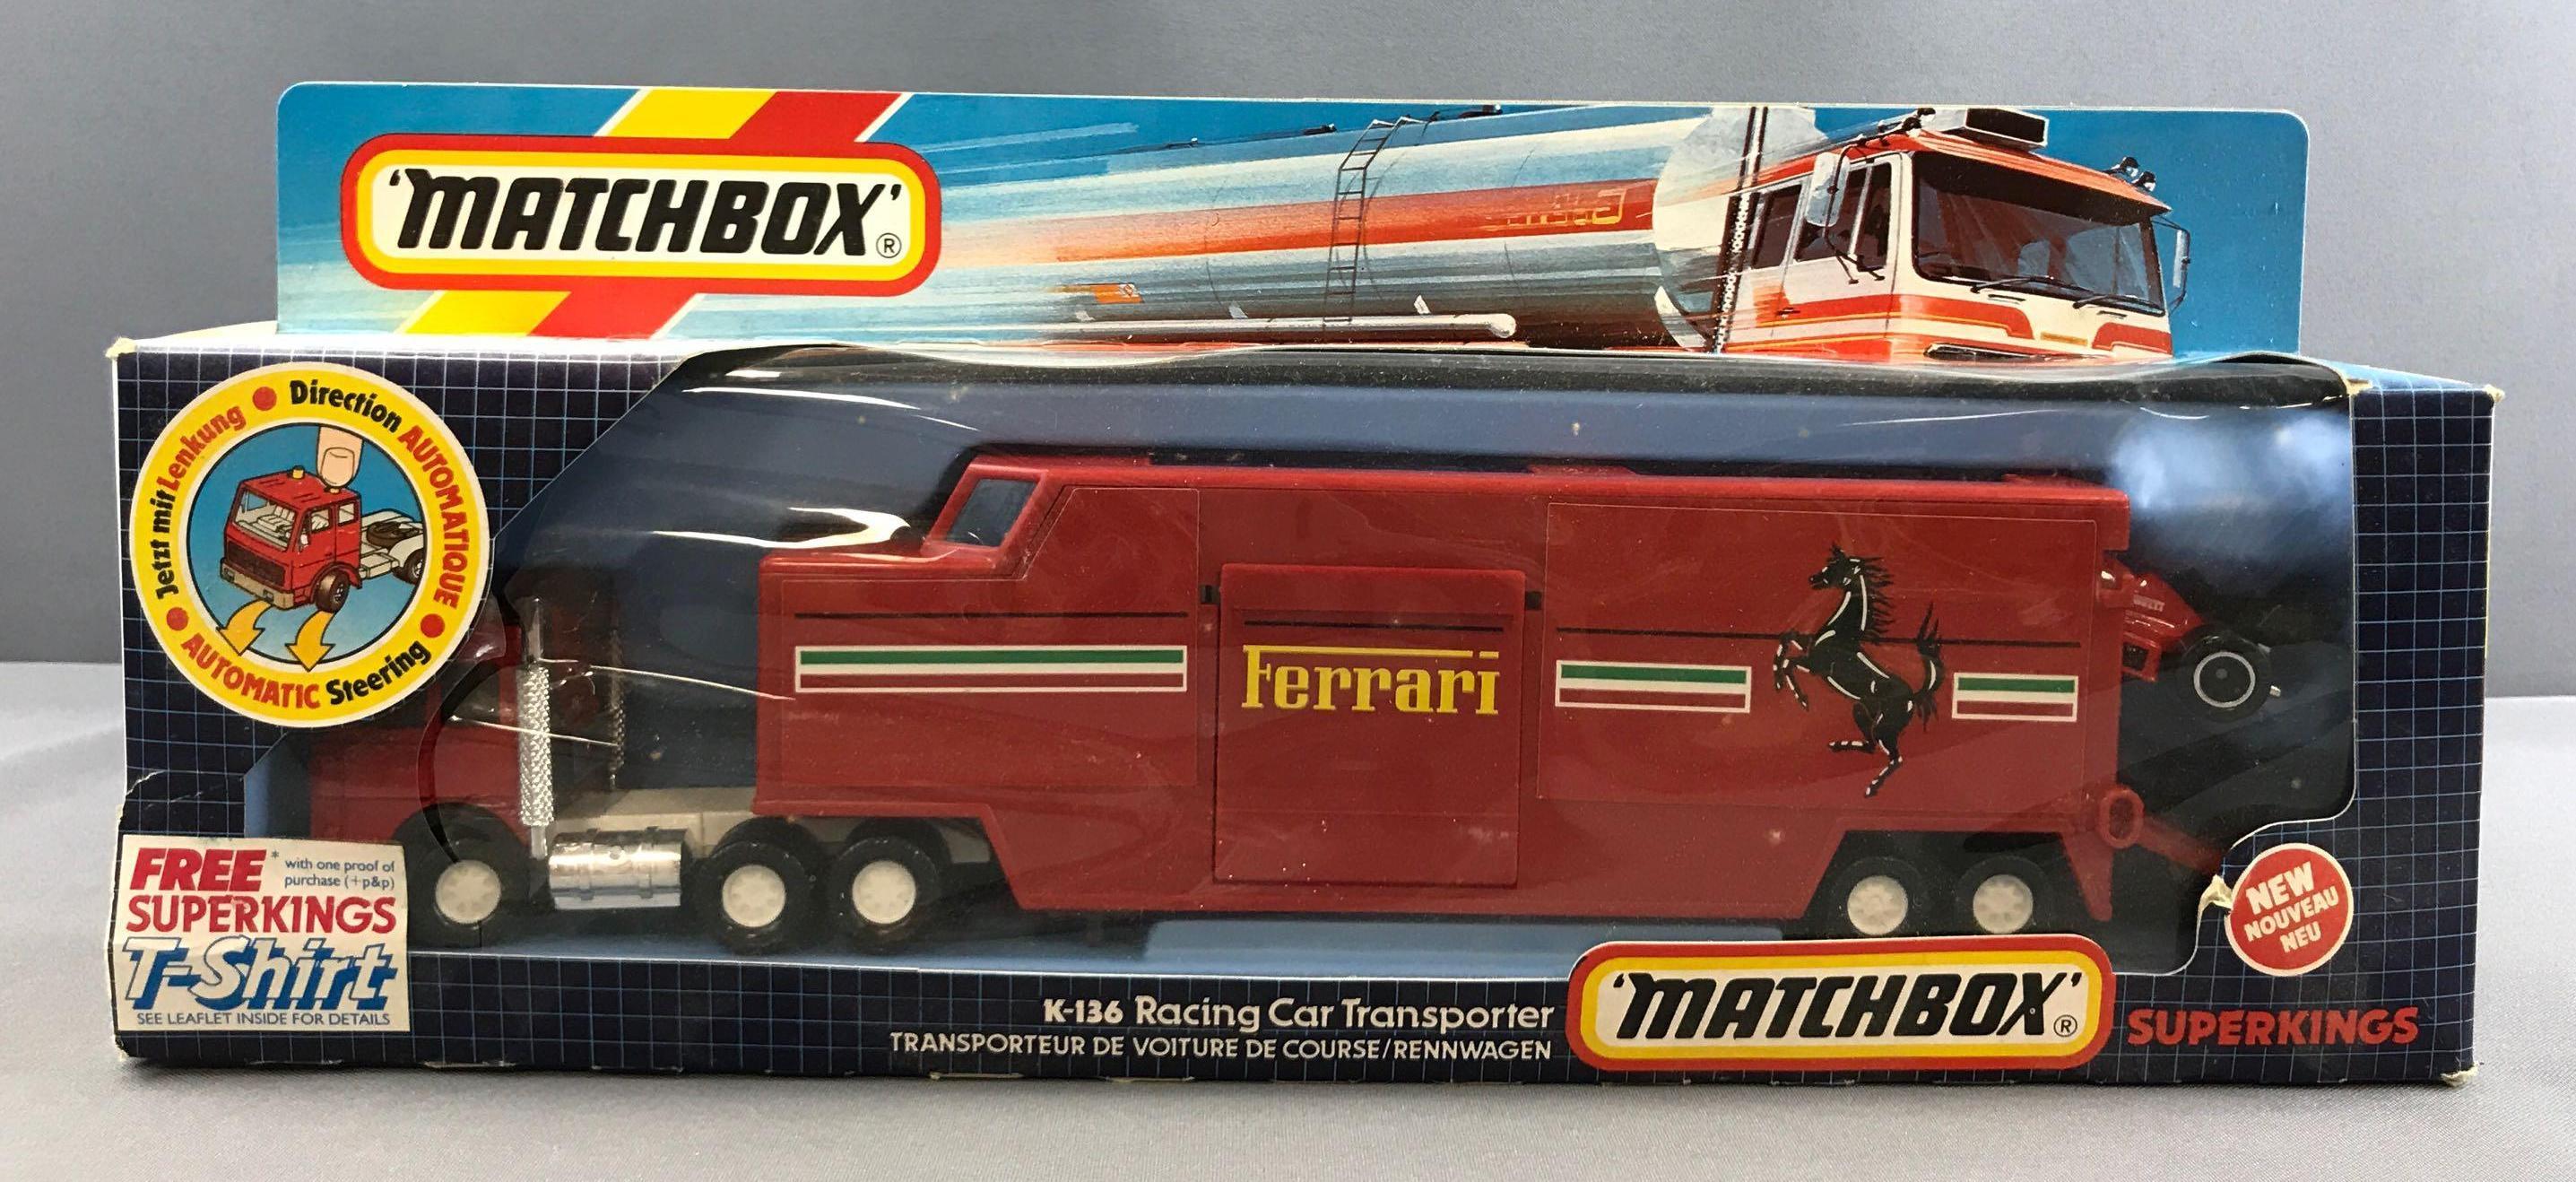 'MATCHBOX'®
Direction AUTOMATIQUE
Jetzt mit Lenkung
AUTOMATIC Steering
Ferrari
FREE* with one proof of
purchase (+p&p)
SUPERKINGS
T-Shirt
SEE LEAFLET INSIDE FOR DETAILS
NEW
NOUVEAU
NEU
K-136 Racing Car Transporter
TRANSPORTEUR DE VOITURE DE COURSE/RENNWAGEN
'MATCHBOX'®
SUPERKINGS